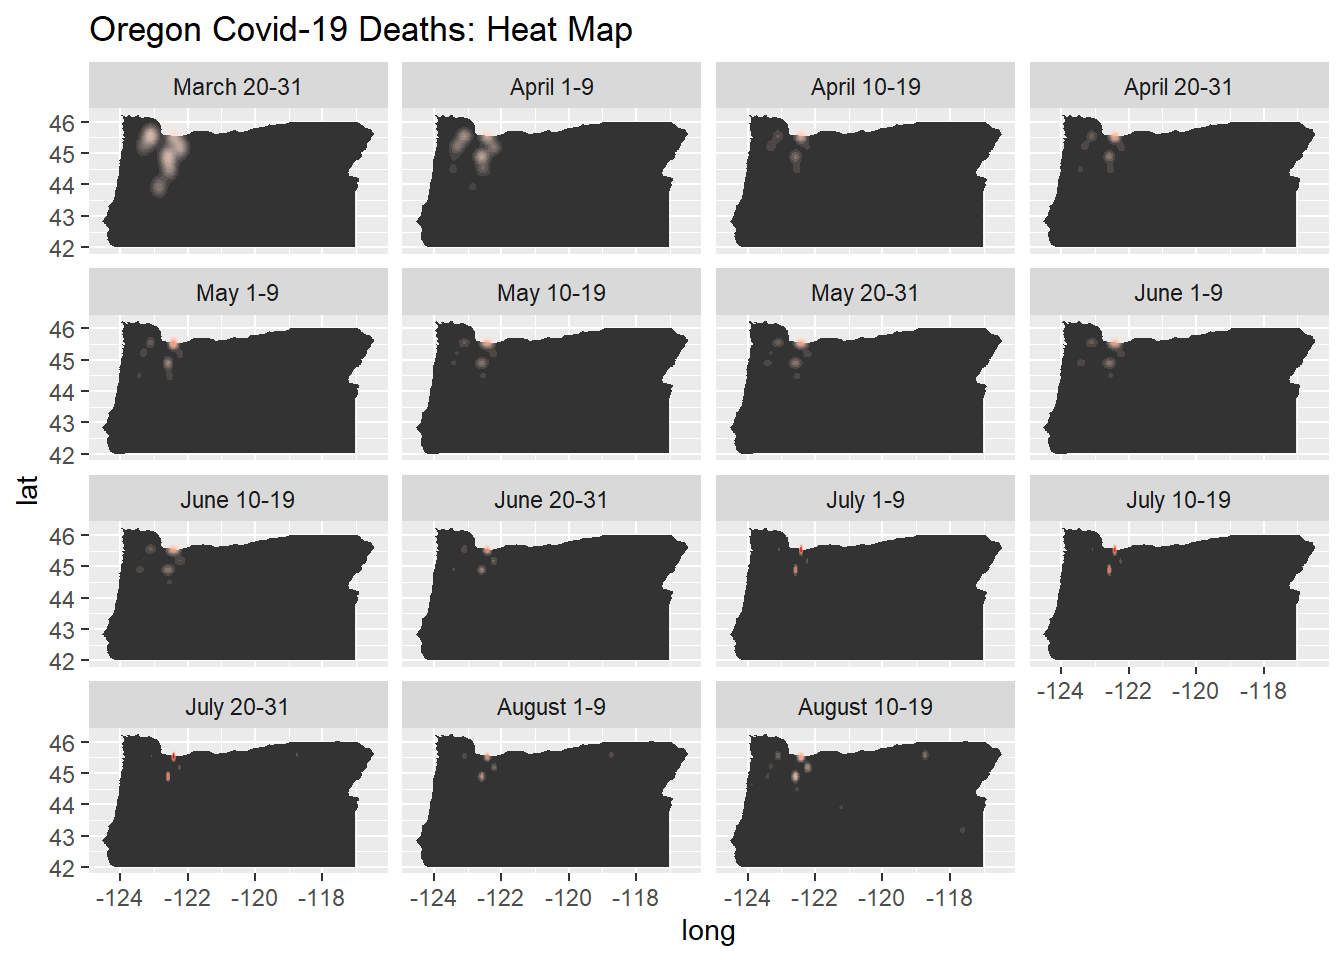 Oregon Covid-19 Deaths: Heat Map
March 20-31 April 1-9 April 10-19 April 20-31
46
45
44
43
42
May 1-9 May 10-19 May 20-31 June 1-9
46
45
44
43
42
lat
June 10-19 June 20-31 July 1-9 July 10-19
46
45
44
43
42
-124 -122 -120 -118
July 20-31 August 1-9 August 10-19
46
45
44
43
42
-124 -122 -120 -118 -124 -122 -120 -118 -124 -122 -120 -118
long